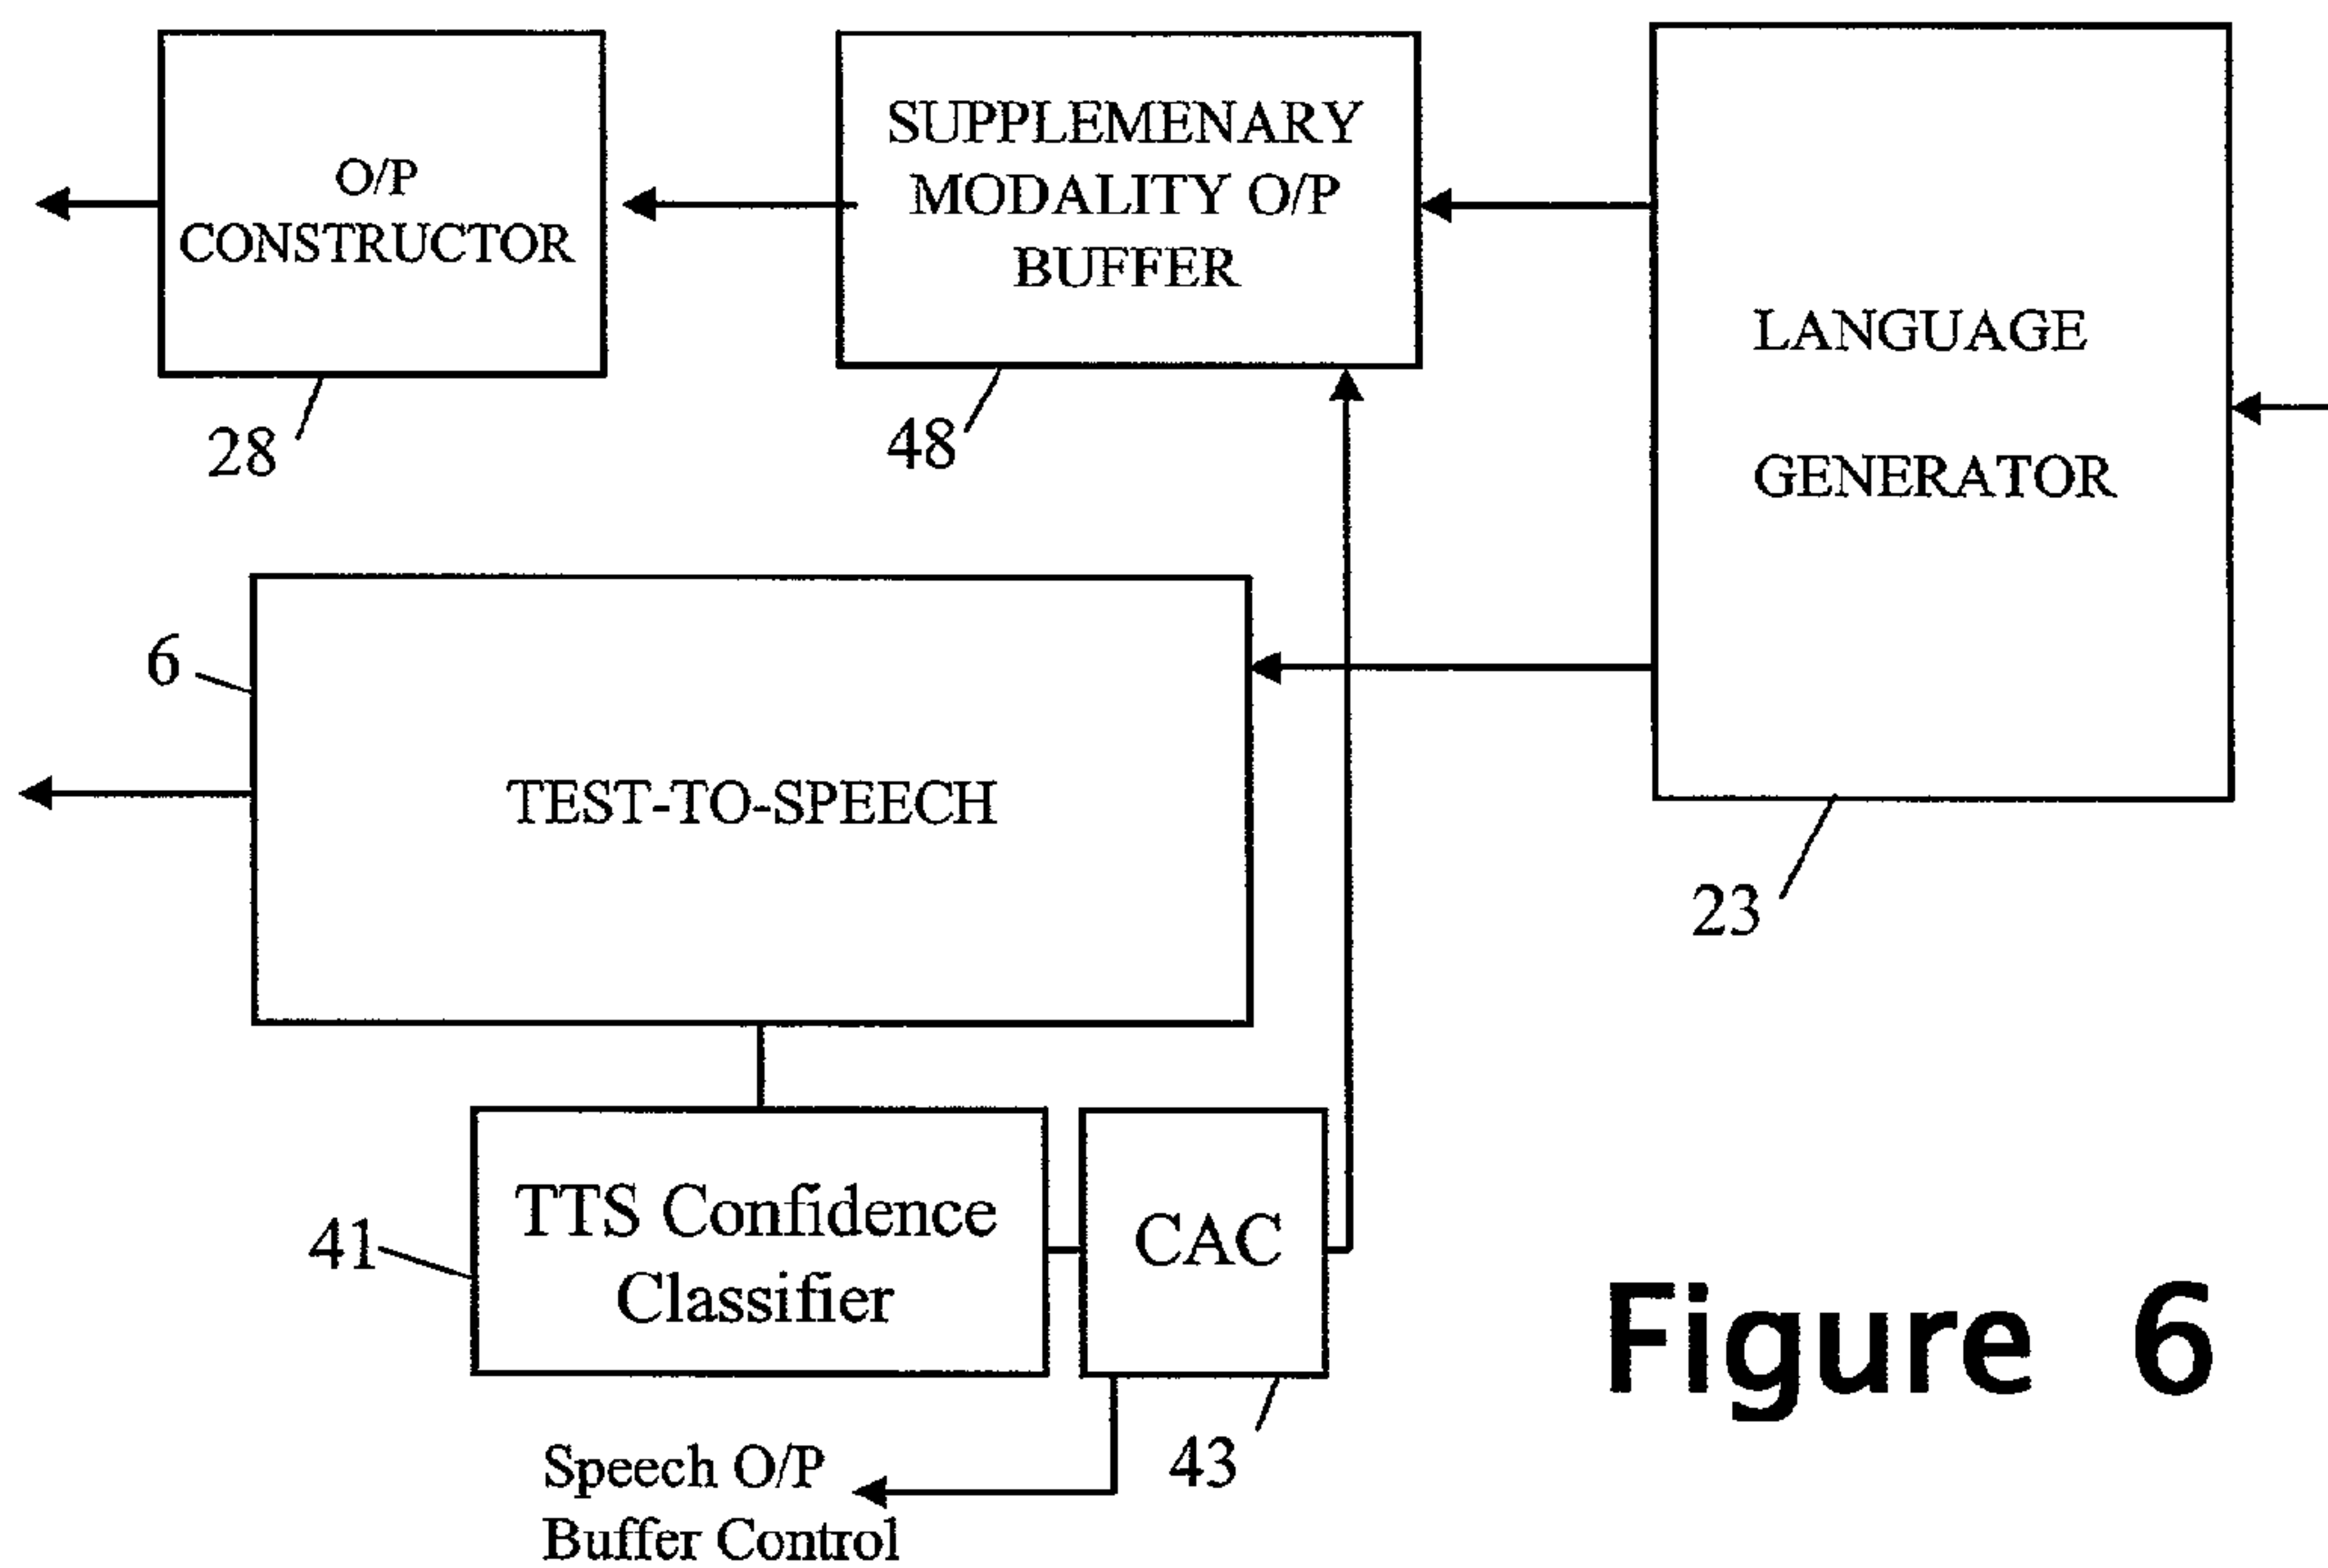 O/P
CONSTRUCTOR
28
SUPPLEMENARY
MODALITY O/P
BUFFER
48
LANGUAGE
GENERATOR
23
6
TEST-TO-SPEECH
41
TTS Confidence
Classifier
CAC
43
Speech O/P
Buffer Control
Figure 6